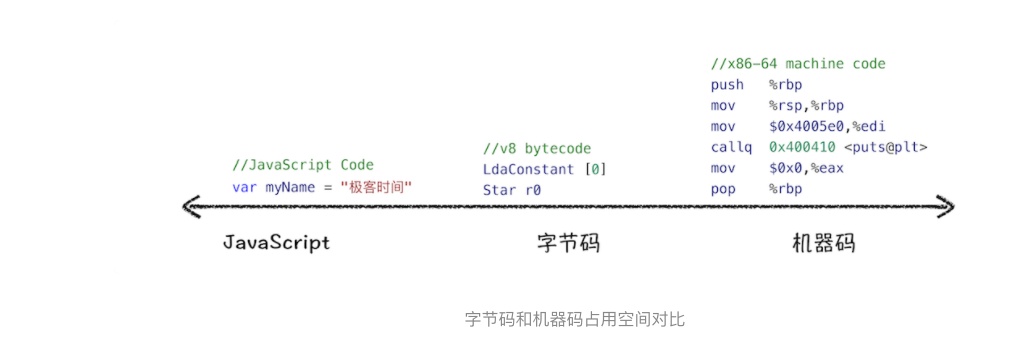 //JavaScript Code
var myName = "极客时间"
//v8 bytecode
LdaConstant [0]
Star r0
//x86-64 machine code
push %rbp
mov %rsp,%rbp
mov $0x4005e0,%edi
callq 0x400410 <puts@plt>
mov $0x0,%eax
pop %rbp
JavaScript
字节码
机器码
字节码和机器码占用空间对比